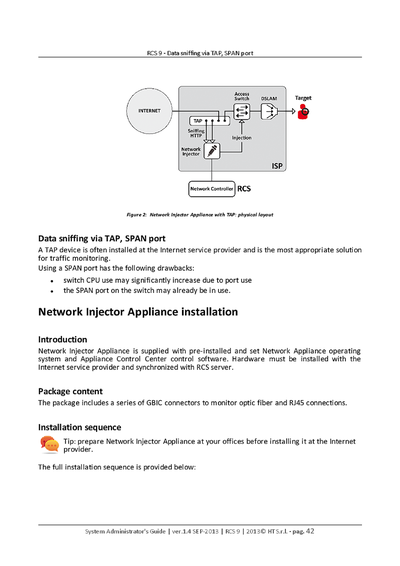 RCS 9 - Data sniffing via TAP, SPAN port
INTERNET
TAP
Access
Switch
DSLAM
Target
Sniffing
HTTP
Injection
Network
Injector
ISP
Network Controller
RCS
Figure 2: Network Injector Appliance with TAP: physical layout
Data sniffing via TAP, SPAN port
A TAP device is often installed at the Internet service provider and is the most appropriate solution
for traffic monitoring.
Using a SPAN port has the following drawbacks:
• switch CPU use may significantly increase due to port use
• the SPAN port on the switch may already be in use.
Network Injector Appliance installation
Introduction
Network Injector Appliance is supplied with pre-installed and set Network Appliance operating
system and Appliance Control Center control software. Hardware must be installed with the
Internet service provider and synchronized with RCS server.
Package content
The package includes a series of GBIC connectors to monitor optic fiber and RJ45 connections.
Installation sequence
Tip: prepare Network Injector Appliance at your offices before installing it at the Internet
provider.
The full installation sequence is provided below:
System Administrator's Guide | ver.1.4 SEP-2013 | RCS 9 | 2013© HT S.r.l. - pag. 42